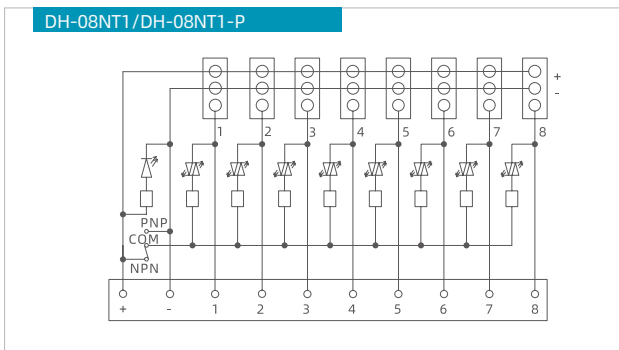 DH-08NT1/DH-08NT1-P
+
-
1 2 3 4 5 6 7 8
PNP
COM
NPN
+ - 1 2 3 4 5 6 7 8